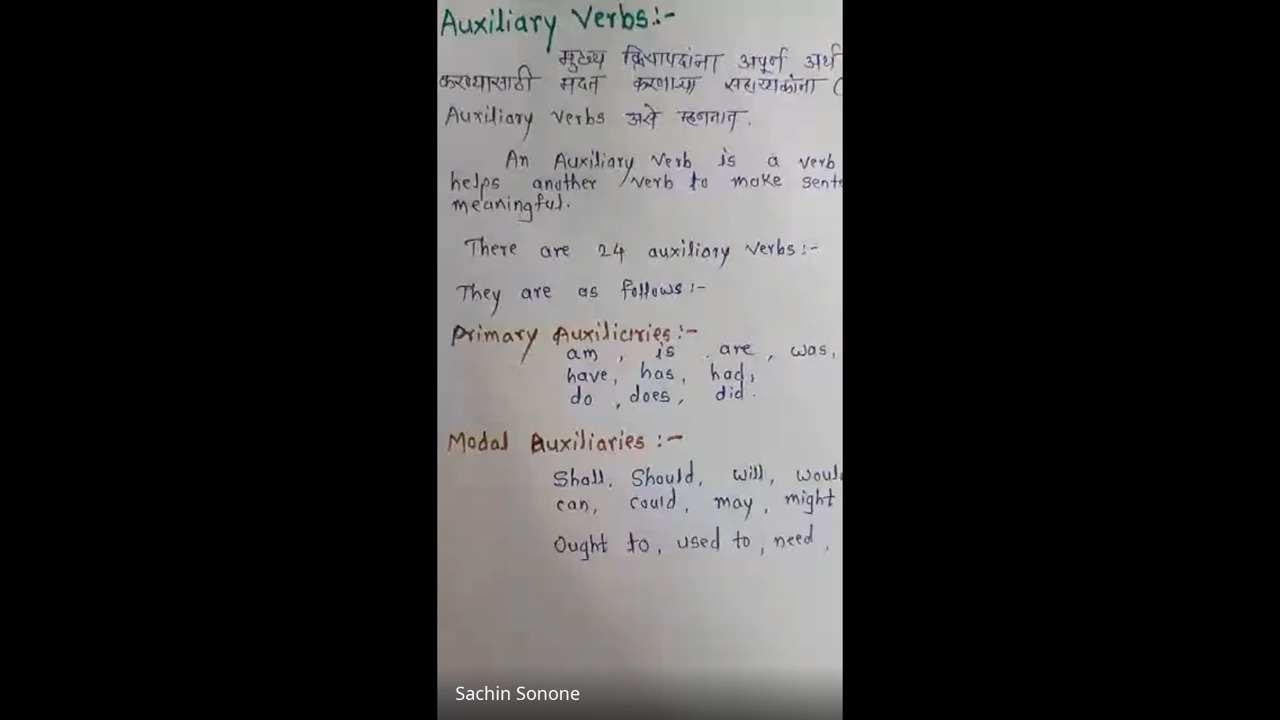 Auxiliary Verbs:-
मुख्य क्रियापदांना अपूर्ण अर्थ
करण्यासाठी मदत करणाऱ्या सहाय्यकांना (
Auxiliary verbs असे म्हणतात.
An Auxiliary verb is a verb
helps another verb to make sente
meaningful.
There are 24 auxiliary verbs:-
They are as follows:-
Primary Auxiliaries:-
am, is, are, was,
have, has, had,
do, does, did.
Modal Auxiliaries:-
Shall, Should, will, would
can, could, may, might
Ought to, used to, need,
Sachin Sonone